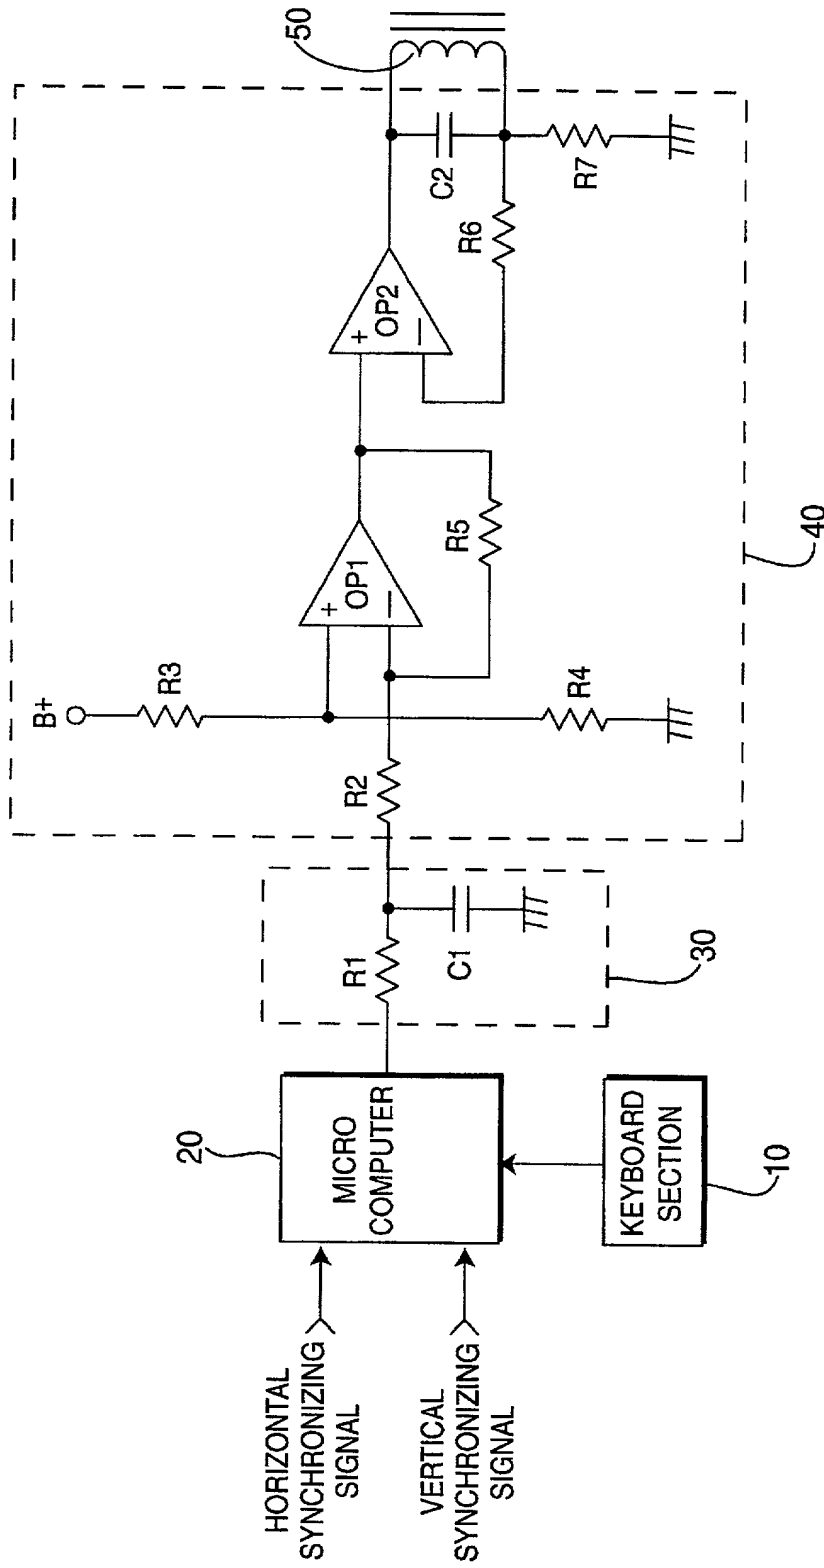 HORIZONTAL
SYNCHRONIZING
SIGNAL
VERTICAL
SYNCHRONIZING
SIGNAL
20
MICRO
COMPUTER
KEYBOARD
SECTION
10
R1
C1
30
R2
B+
R3
R4
+
OP1
−
R5
40
+
OP2
−
R6
C2
R7
50